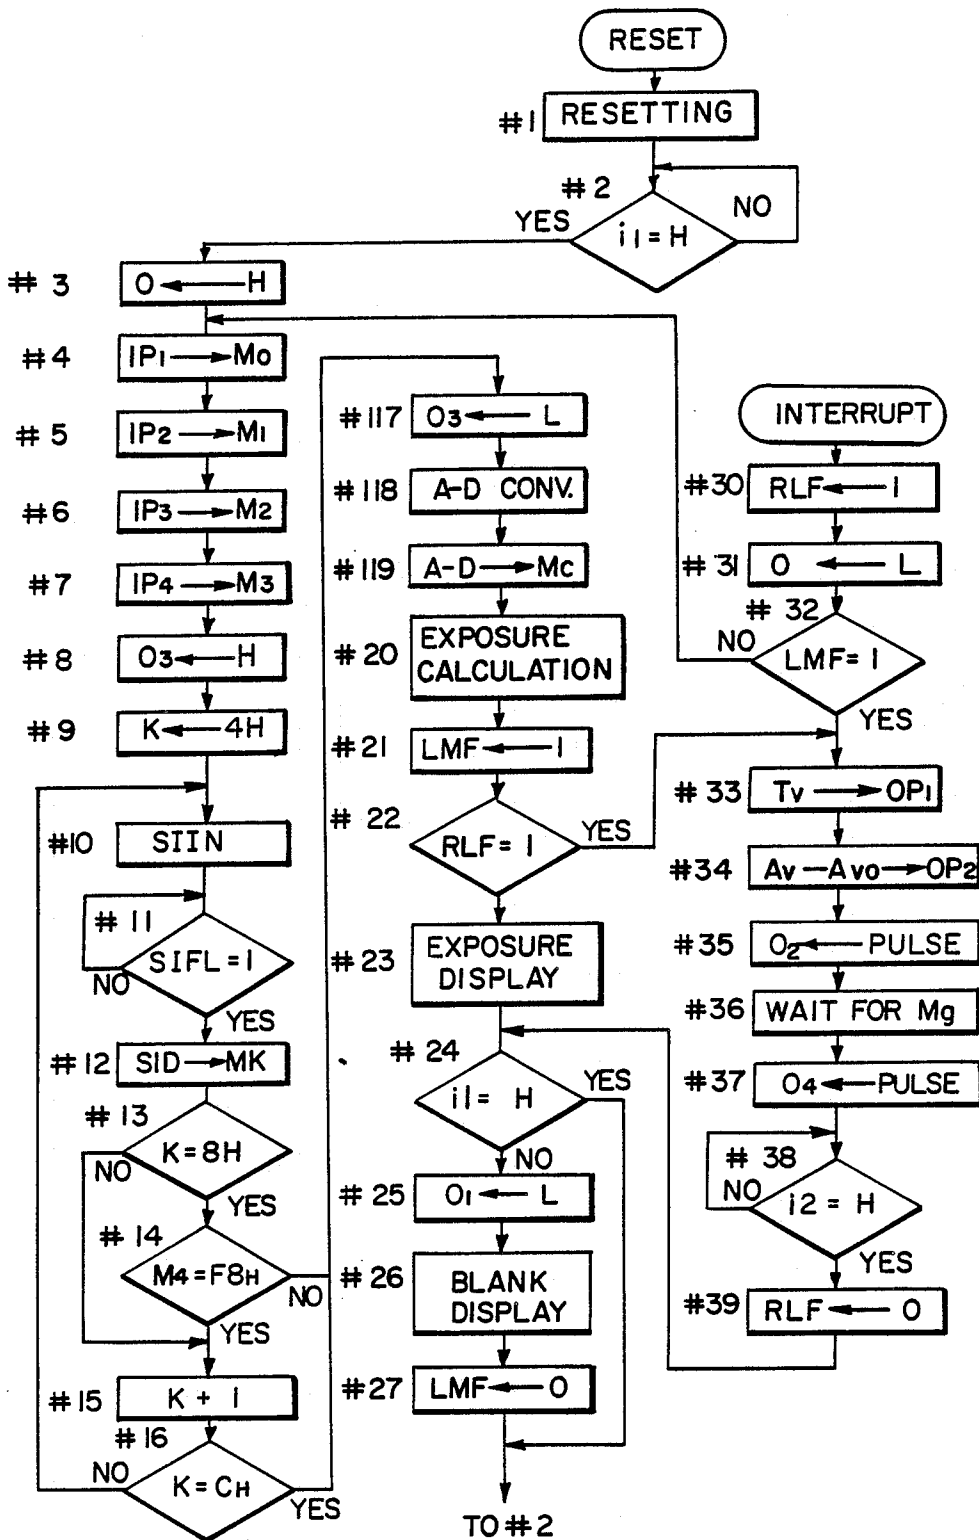 RESET
#1 RESETTING
#2
YES
i1 = H
NO
#3 O ← H
#4 IP1 → M0
#5 IP2 → M1
#6 IP3 → M2
#7 IP4 → M3
#8 O3 ← H
#9 K ← 4H
#10 SIIN
#11
SIFL = 1
NO
YES
#12 SID → MK
#13
K = 8H
NO
YES
#14
M4 = F8H
NO
YES
#15 K + 1
#16
NO
K = CH
YES
#117 O3 ← L
#118 A-D CONV.
#119 A-D → Mc
#20 EXPOSURE
CALCULATION
#21 LMF ← 1
#22
RLF = 1
YES
#23 EXPOSURE
DISPLAY
#24
i1 = H
YES
NO
#25 O1 ← L
#26 BLANK
DISPLAY
#27 LMF ← 0
TO #2
INTERRUPT
#30 RLF ← 1
#31 O ← L
#32
NO
LMF = 1
YES
#33 Tv → OP1
#34 Av — Avo → OP2
#35 O2 ← PULSE
#36 WAIT FOR Mg
#37 O4 ← PULSE
#38
NO
i2 = H
YES
#39 RLF ← 0